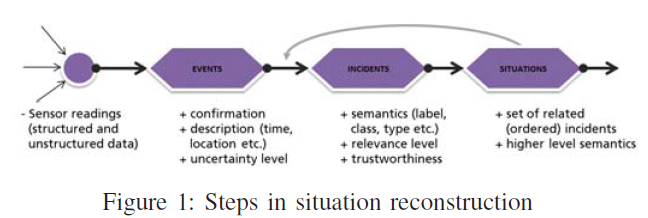 EVENTS
INCIDENTS
SITUATIONS
- Sensor readings
(structured and
unstructured data)
+ confirmation
+ description (time,
location etc.)
+ uncertainty level
+ semantics (label,
class, type etc.)
+ relevance level
+ trustworthiness
+ set of related
(ordered) incidents
+ higher level semantics
Figure 1: Steps in situation reconstruction